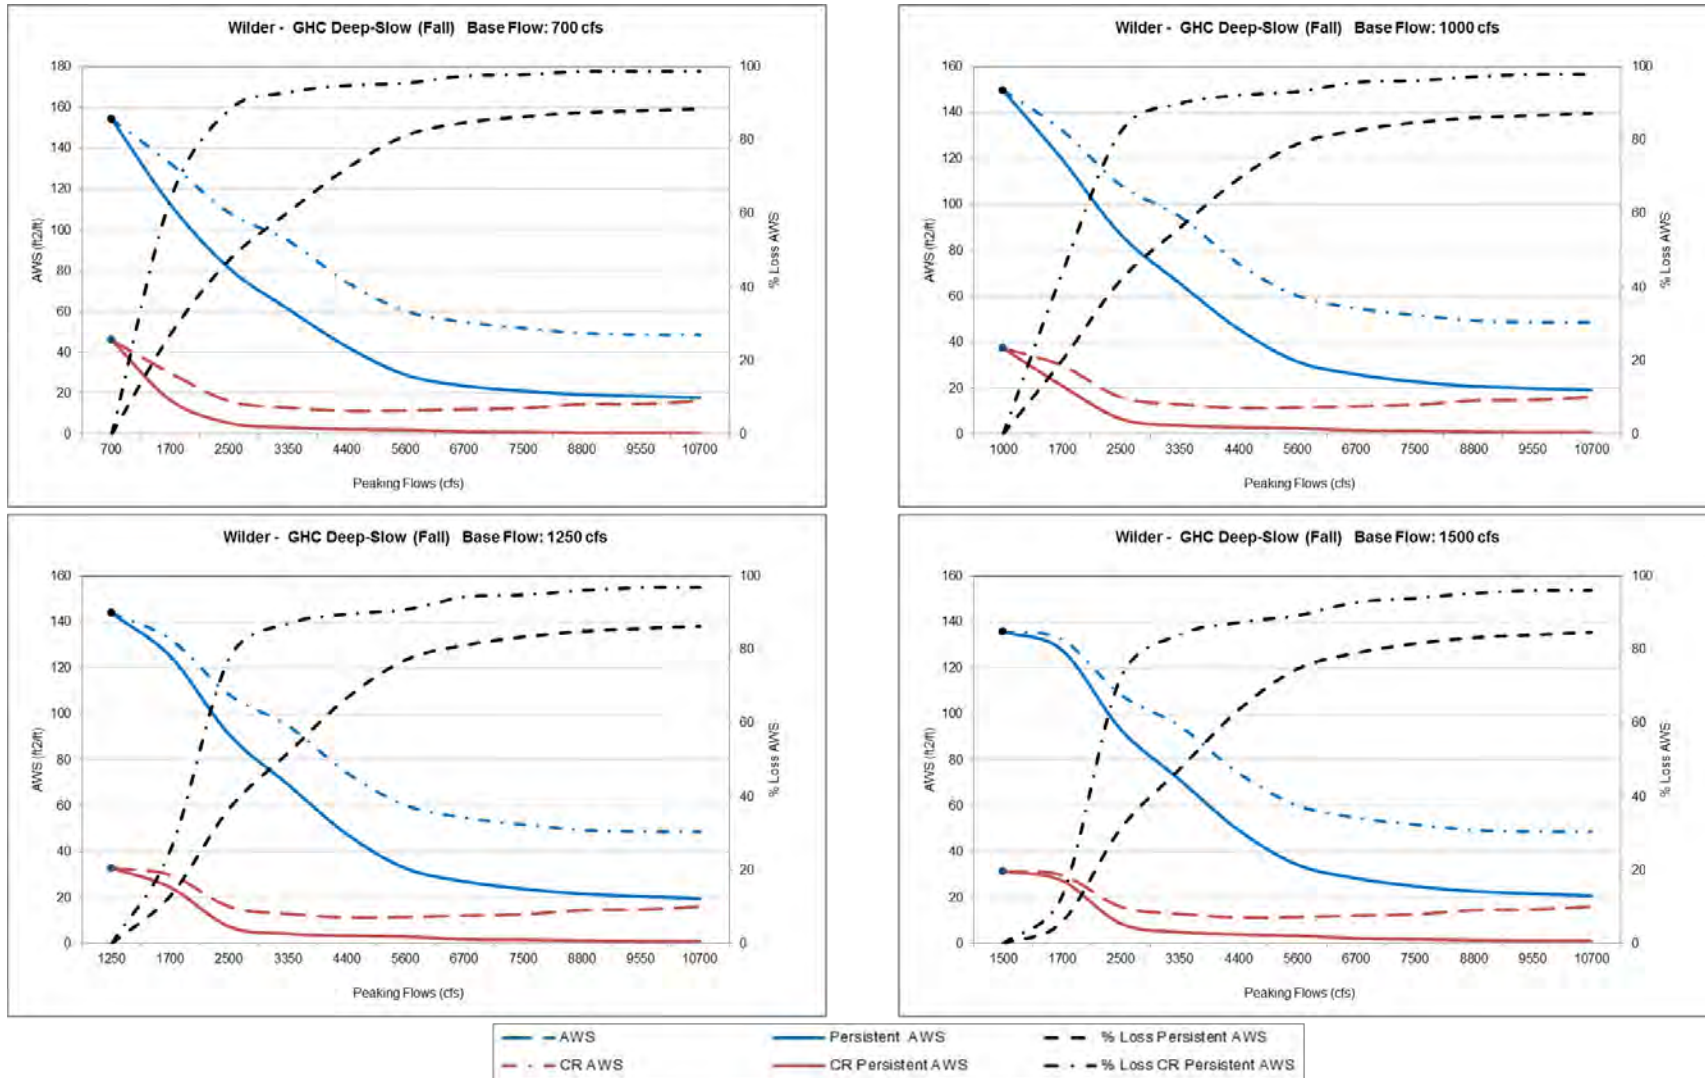 Wilder - GHC Deep-Slow (Fall) Base Flow: 700 cfs
180
160
140
120
100
80
60
40
20
0
AWS (ft2/ft)
100
80
60
40
20
0
% Loss AWS
700 1700 2500 3350 4400 5600 6700 7500 8800 9550 10700
Peaking Flows (cfs)
Wilder - GHC Deep-Slow (Fall) Base Flow: 1000 cfs
160
140
120
100
80
60
40
20
0
AWS (ft2/ft)
100
80
60
40
20
0
% Loss AWS
1000 1700 2500 3350 4400 5600 6700 7500 8800 9550 10700
Peaking Flows (cfs)
Wilder - GHC Deep-Slow (Fall) Base Flow: 1250 cfs
160
140
120
100
80
60
40
20
0
AWS (ft2/ft)
100
80
60
40
20
0
% Loss AWS
1250 1700 2500 3350 4400 5600 6700 7500 8800 9550 10700
Peaking Flows (cfs)
Wilder - GHC Deep-Slow (Fall) Base Flow: 1500 cfs
160
140
120
100
80
60
40
20
0
AWS (ft2/ft)
100
80
60
40
20
0
% Loss AWS
1500 1700 2500 3350 4400 5600 6700 7500 8800 9550 10700
Peaking Flows (cfs)
AWS Persistent AWS % Loss Persistent AWS
CR AWS CR Persistent AWS % Loss CR Persistent AWS